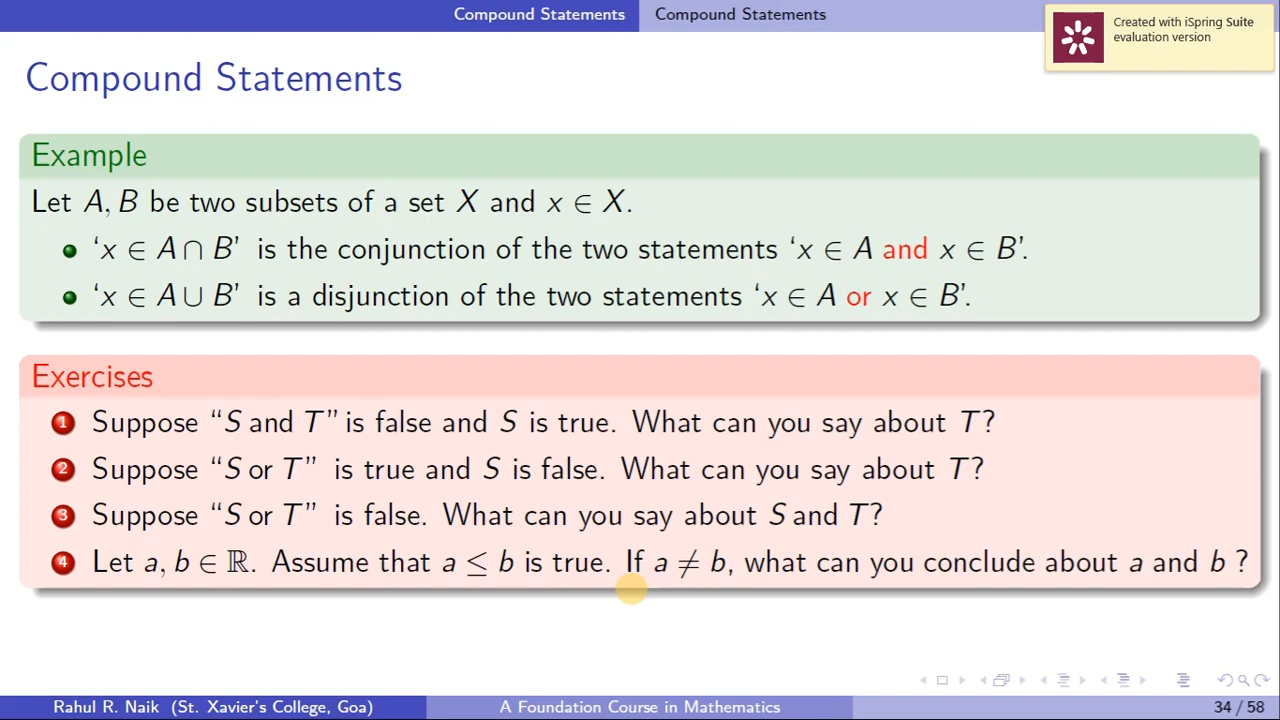 Compound Statements Compound Statements
Created with iSpring Suite
evaluation version
Compound Statements
Example
Let A, B be two subsets of a set X and x ∈ X.
‘x ∈ A ∩ B’ is the conjunction of the two statements ‘x ∈ A and x ∈ B’.
‘x ∈ A ∪ B’ is a disjunction of the two statements ‘x ∈ A or x ∈ B’.
Exercises
1 Suppose “S and T” is false and S is true. What can you say about T?
2 Suppose “S or T” is true and S is false. What can you say about T?
3 Suppose “S or T” is false. What can you say about S and T?
4 Let a, b ∈ ℝ. Assume that a ≤ b is true. If a ≠ b, what can you conclude about a and b ?
Rahul R. Naik (St. Xavier's College, Goa) A Foundation Course in Mathematics 34 / 58